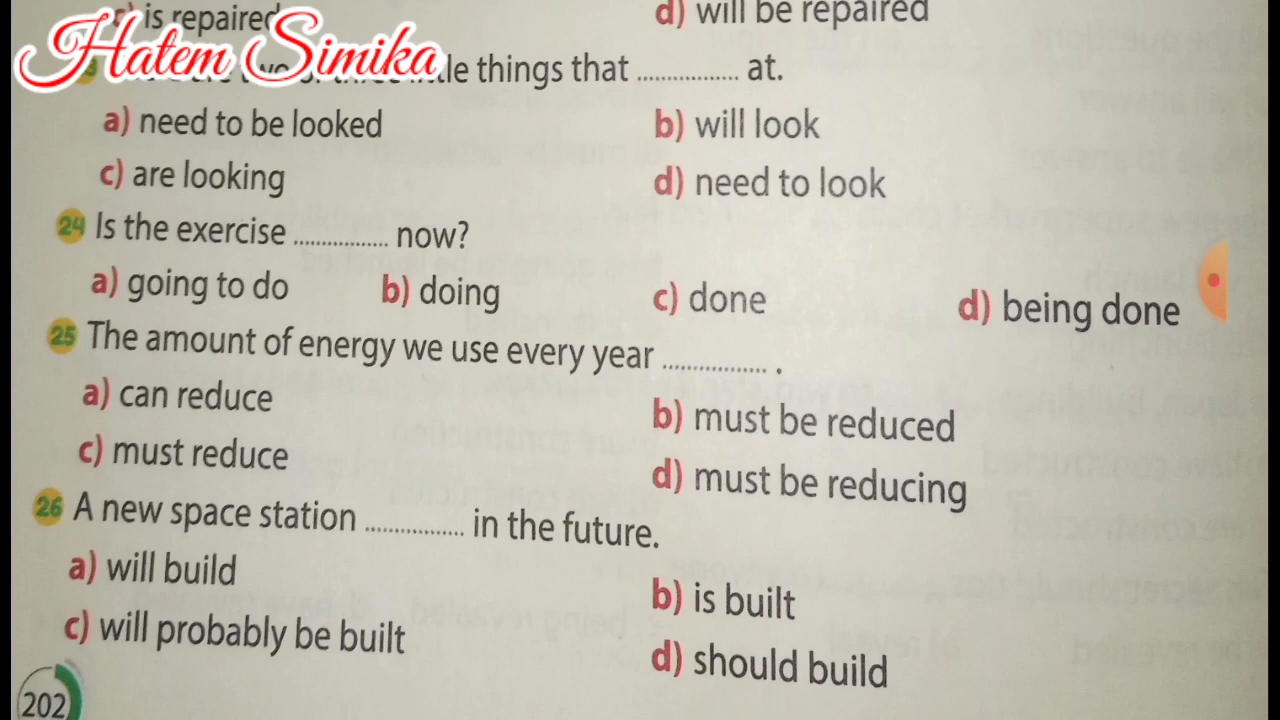 c) is repaired d) will be repaired
Hatem Simika
two or three little things that ................ at.
a) need to be looked b) will look
c) are looking d) need to look
24 Is the exercise ................ now?
a) going to do b) doing c) done d) being done
25 The amount of energy we use every year ................ .
a) can reduce b) must be reduced
c) must reduce d) must be reducing
26 A new space station ................ in the future.
a) will build b) is built
c) will probably be built d) should build
202